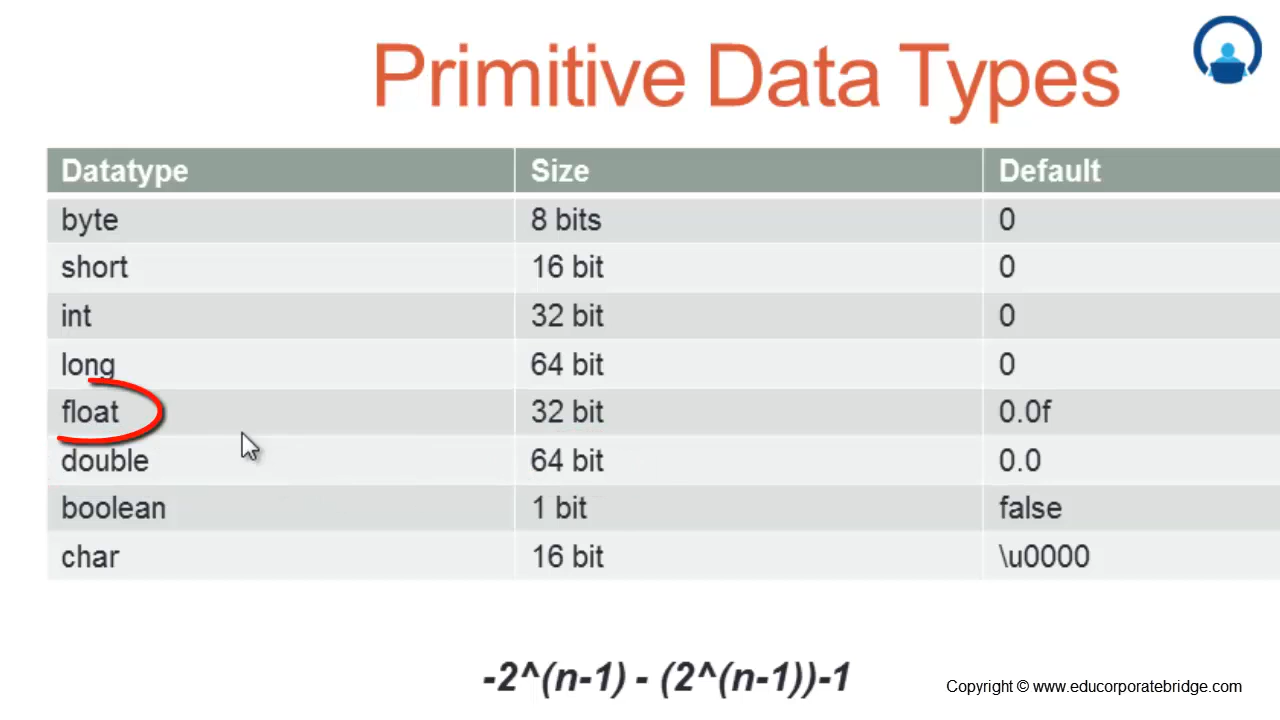 Primitive Data Types
Datatype Size Default
byte 8 bits 0
short 16 bit 0
int 32 bit 0
long 64 bit 0
float 32 bit 0.0f
double 64 bit 0.0
boolean 1 bit false
char 16 bit \u0000
-2^(n-1) - (2^(n-1))-1
Copyright © www.educorporatebridge.com